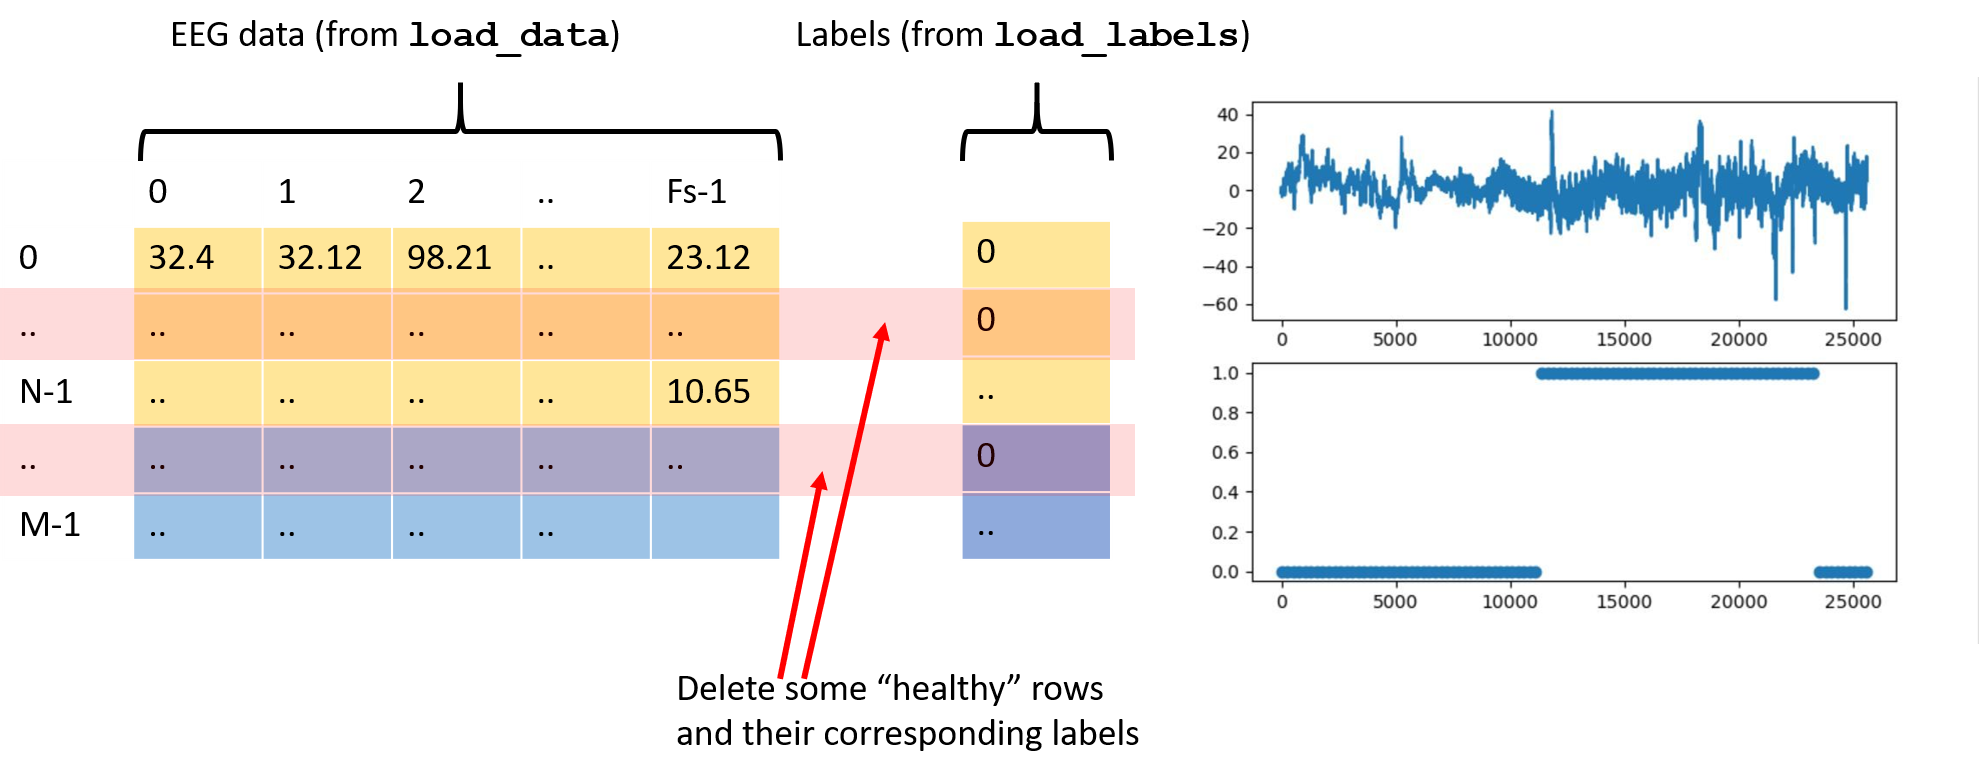 EEG data (from load_data)
Labels (from load_labels)
0 1 2 .. Fs-1
0 32.4 32.12 98.21 .. 23.12 0
.. .. .. .. .. .. 0
N-1 .. .. .. .. 10.65 ..
.. .. .. .. .. .. 0
M-1 .. .. .. .. ..
Delete some “healthy” rows
and their corresponding labels
40
20
0
−20
−40
−60
0 5000 10000 15000 20000 25000
1.0
0.8
0.6
0.4
0.2
0.0
0 5000 10000 15000 20000 25000